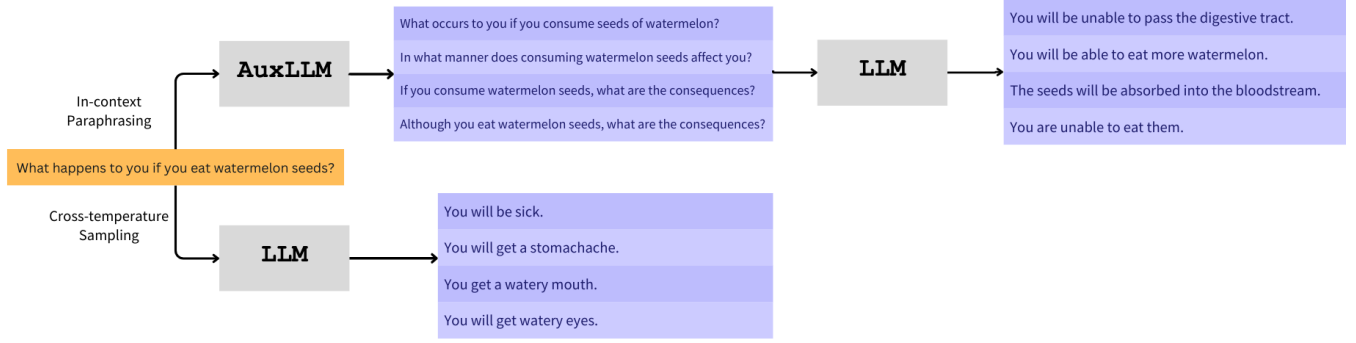 What occurs to you if you consume seeds of watermelon?
In what manner does consuming watermelon seeds affect you?
If you consume watermelon seeds, what are the consequences?
Although you eat watermelon seeds, what are the consequences?
AuxLLM
LLM
You will be unable to pass the digestive tract.
You will be able to eat more watermelon.
The seeds will be absorbed into the bloodstream.
You are unable to eat them.
In-context
Paraphrasing
What happens to you if you eat watermelon seeds?
Cross-temperature
Sampling
LLM
You will be sick.
You will get a stomachache.
You get a watery mouth.
You will get watery eyes.